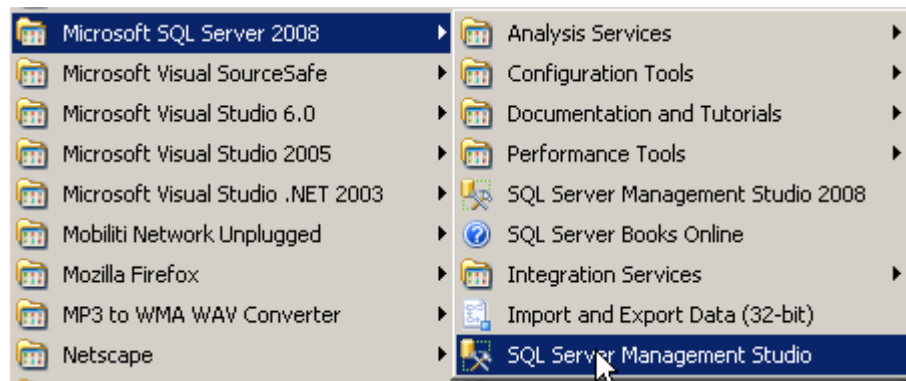 Microsoft SQL Server 2008
Microsoft Visual SourceSafe
Microsoft Visual Studio 6.0
Microsoft Visual Studio 2005
Microsoft Visual Studio .NET 2003
Mobiliti Network Unplugged
Mozilla Firefox
MP3 to WMA WAV Converter
Netscape
Analysis Services
Configuration Tools
Documentation and Tutorials
Performance Tools
SQL Server Management Studio 2008
SQL Server Books Online
Integration Services
Import and Export Data (32-bit)
SQL Server Management Studio